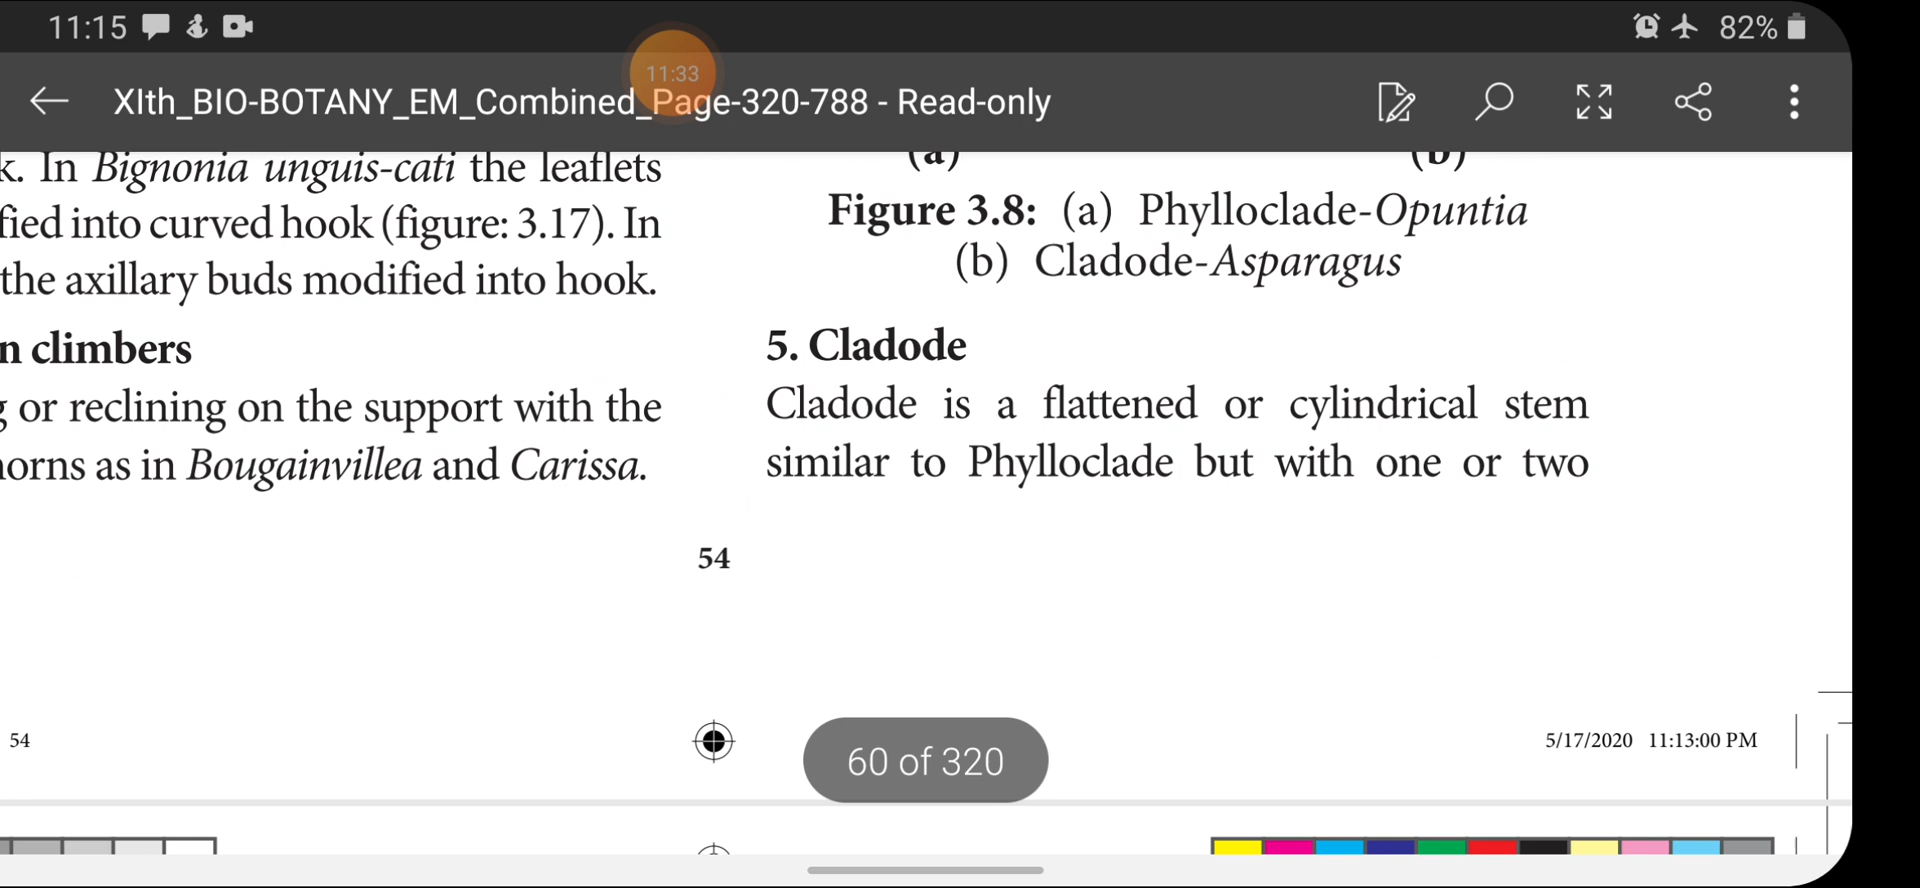 11:15
82%
11:33
XIth_BIO-BOTANY_EM_Combined_Page-320-788 - Read-only
k. In Bignonia unguis-cati the leaflets
fied into curved hook (figure: 3.17). In
the axillary buds modified into hook.
n climbers
g or reclining on the support with the
horns as in Bougainvillea and Carissa.
(a) (b)
Figure 3.8: (a) Phylloclade-Opuntia
(b) Cladode-Asparagus
5. Cladode
Cladode is a flattened or cylindrical stem
similar to Phylloclade but with one or two
54
54
60 of 320
5/17/2020 11:13:00 PM